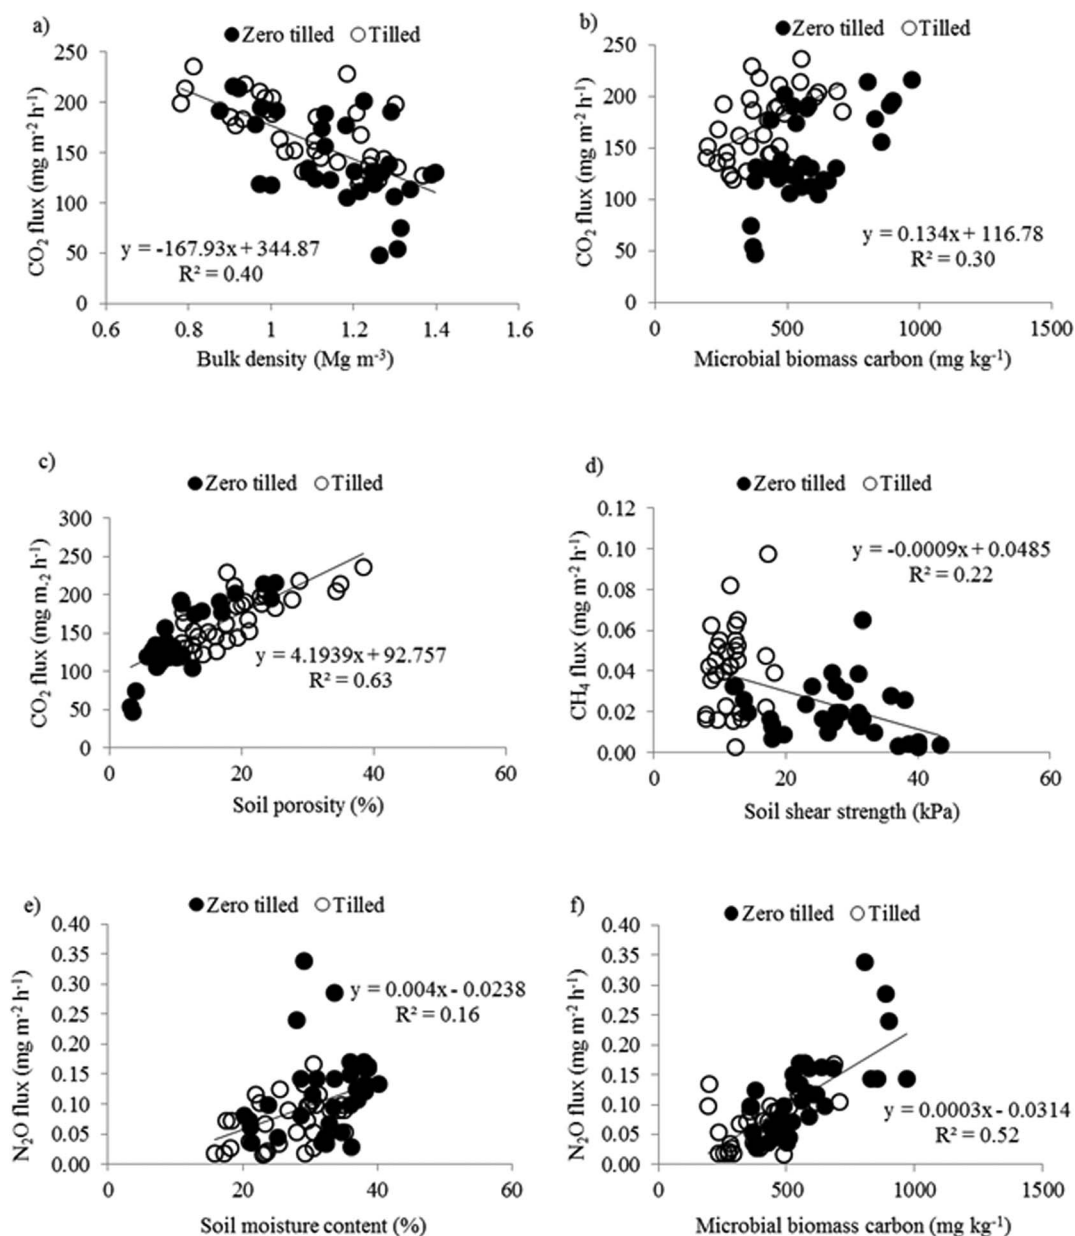 a)
● Zero tilled ○ Tilled
250
200
150
100
50
0
CO₂ flux (mg m⁻² h⁻¹)
y = -167.93x + 344.87
R² = 0.40
0.6 0.8 1 1.2 1.4 1.6
Bulk density (Mg m⁻³)
b)
● Zero tilled ○ Tilled
250
200
150
100
50
0
CO₂ flux (mg m⁻² h⁻¹)
y = 0.134x + 116.78
R² = 0.30
0 500 1000 1500
Microbial biomass carbon (mg kg⁻¹)
c)
● Zero tilled ○ Tilled
300
250
200
150
100
50
0
CO₂ flux (mg m-² h⁻¹)
y = 4.1939x + 92.757
R² = 0.63
0 20 40 60
Soil porosity (%)
d)
● Zero tilled ○ Tilled
0.12
0.10
0.08
0.06
0.04
0.02
0.00
CH₄ flux (mg m⁻² h⁻¹)
y = -0.0009x + 0.0485
R² = 0.22
0 20 40 60
Soil shear strength (kPa)
e)
● Zero tilled ○ Tilled
0.40
0.35
0.30
0.25
0.20
0.15
0.10
0.05
0.00
N₂O flux (mg m⁻² h⁻¹)
y = 0.004x - 0.0238
R² = 0.16
0 20 40 60
Soil moisture content (%)
f)
● Zero tilled ○ Tilled
0.40
0.35
0.30
0.25
0.20
0.15
0.10
0.05
0.00
N₂O flux (mg m⁻² h⁻¹)
y = 0.0003x - 0.0314
R² = 0.52
0 500 1000 1500
Microbial biomass carbon (mg kg⁻¹)